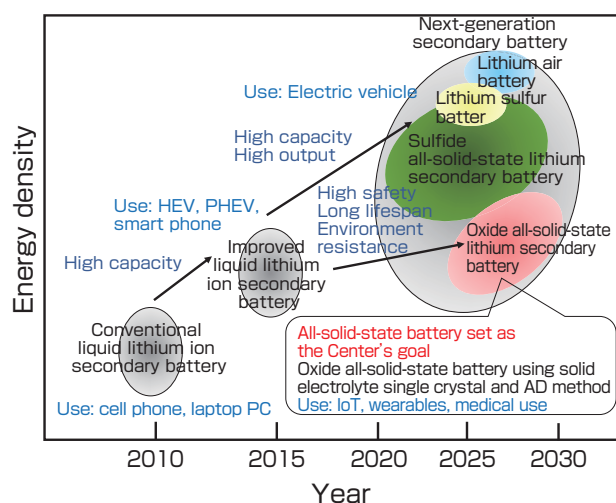 Next-generation
secondary battery
Lithium air
battery
Lithium sulfur
batter
Use: Electric vehicle
High capacity
High output
Sulfide
all-solid-state lithium
secondary battery
High safety
Long lifespan
Environment
resistance
Use: HEV, PHEV,
smart phone
Oxide all-solid-state
lithium secondary
battery
Improved
liquid lithium
ion secondary
battery
High capacity
Conventional
liquid lithium ion
secondary battery
Use: cell phone, laptop PC
All-solid-state battery set as
the Center's goal
Oxide all-solid-state battery using solid
electrolyte single crystal and AD method
Use: IoT, wearables, medical use
Energy density
2010
2015
2020
2025
2030
Year